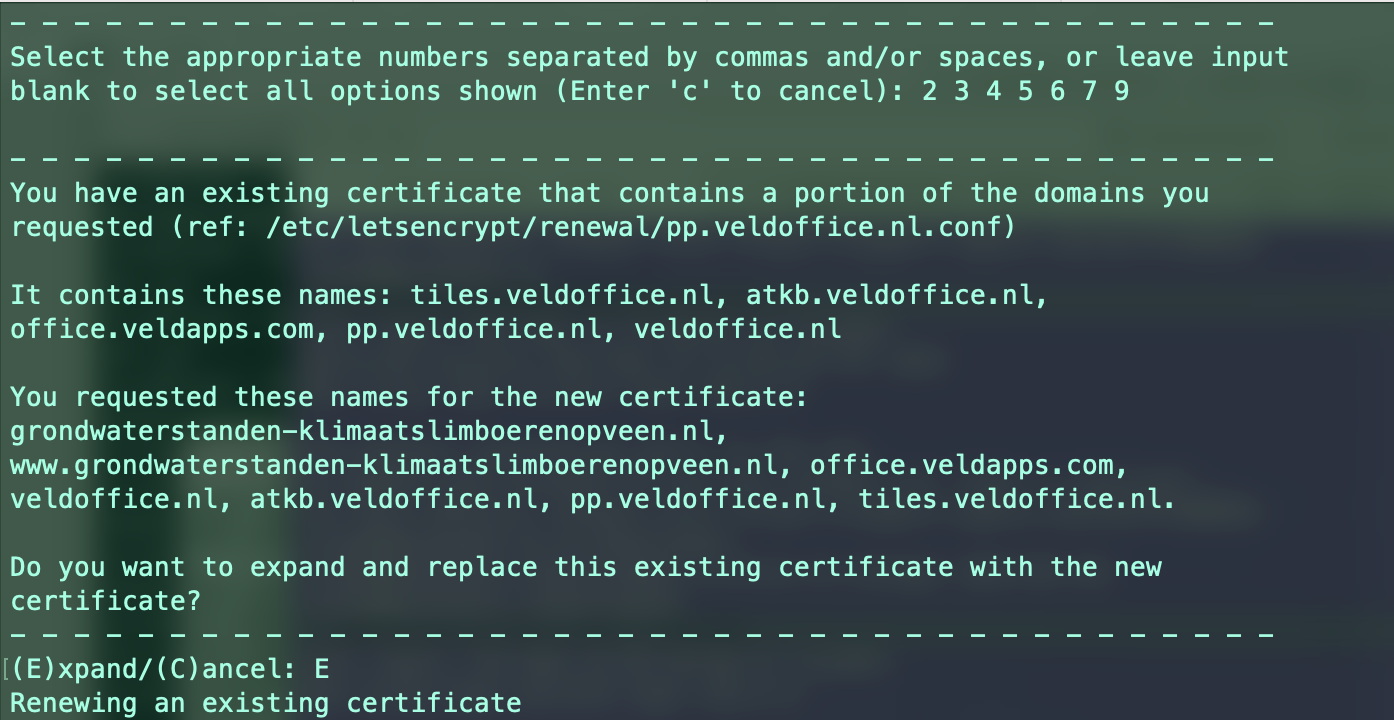 - - - - - - - - - - - - - - - - - - - - - - - - - - - - - - - - - - - - - - - -
Select the appropriate numbers separated by commas and/or spaces, or leave input
blank to select all options shown (Enter 'c' to cancel): 2 3 4 5 6 7 9
- - - - - - - - - - - - - - - - - - - - - - - - - - - - - - - - - - - - - - - -
You have an existing certificate that contains a portion of the domains you
requested (ref: /etc/letsencrypt/renewal/pp.veldoffice.nl.conf)
It contains these names: tiles.veldoffice.nl, atkb.veldoffice.nl,
office.veldapps.com, pp.veldoffice.nl, veldoffice.nl
You requested these names for the new certificate:
grondwaterstanden-klimaatslimboerenopveen.nl,
www.grondwaterstanden-klimaatslimboerenopveen.nl, office.veldapps.com,
veldoffice.nl, atkb.veldoffice.nl, pp.veldoffice.nl, tiles.veldoffice.nl.
Do you want to expand and replace this existing certificate with the new
certificate?
- - - - - - - - - - - - - - - - - - - - - - - - - - - - - - - - - - - - - - - -
[(E)xpand/(C)ancel: E
Renewing an existing certificate